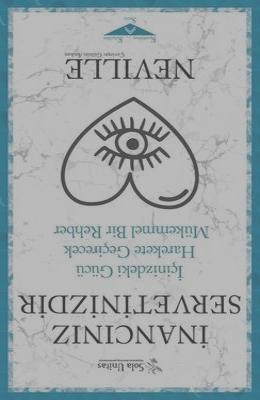 Sola Unitas
İNANCINIZ
SERVETİNİZDİR
İçinizdeki Gücü
Harekete Geçirecek
Mükemmel Bir Rehber
NEVILLE